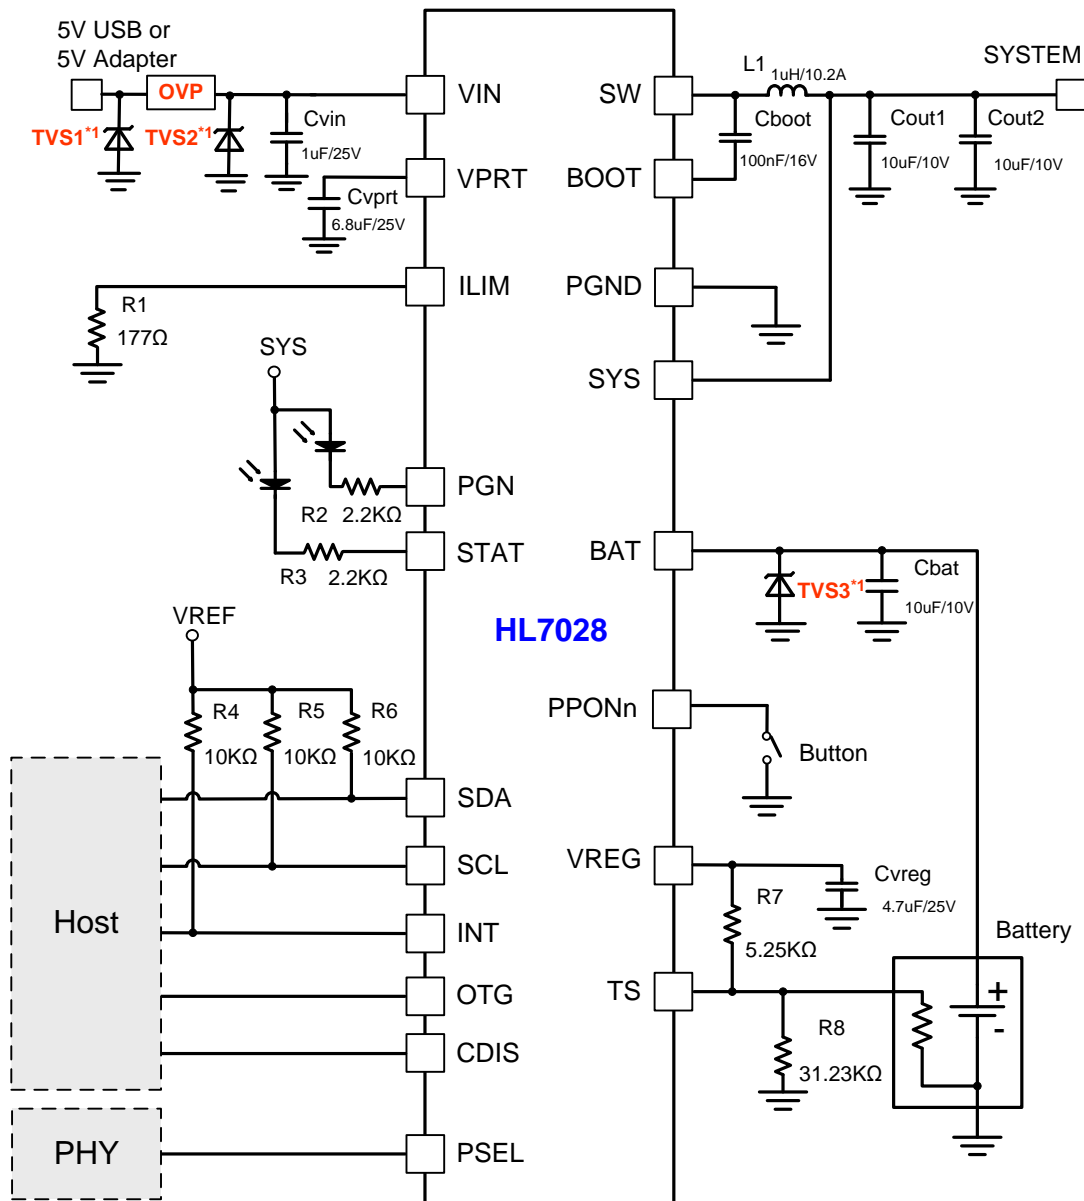 5V USB or
5V Adapter
OVP
TVS1*1
TVS2*1
Cvin
1uF/25V
VIN
VPRT
Cvprt
6.8uF/25V
ILIM
R1
177Ω
SYS
PGN
R2 2.2KΩ
STAT
R3 2.2KΩ
VREF
R4
10KΩ
R5
10KΩ
R6
10KΩ
Host
SDA
SCL
INT
OTG
CDIS
PHY
PSEL
HL7028
SW
L1
1uH/10.2A
SYSTEM
Cboot
100nF/16V
BOOT
Cout1
10uF/10V
Cout2
10uF/10V
PGND
SYS
BAT
TVS3*1
Cbat
10uF/10V
PPONn
Button
VREG
Cvreg
4.7uF/25V
R7
5.25KΩ
TS
R8
31.23KΩ
Battery
+
-